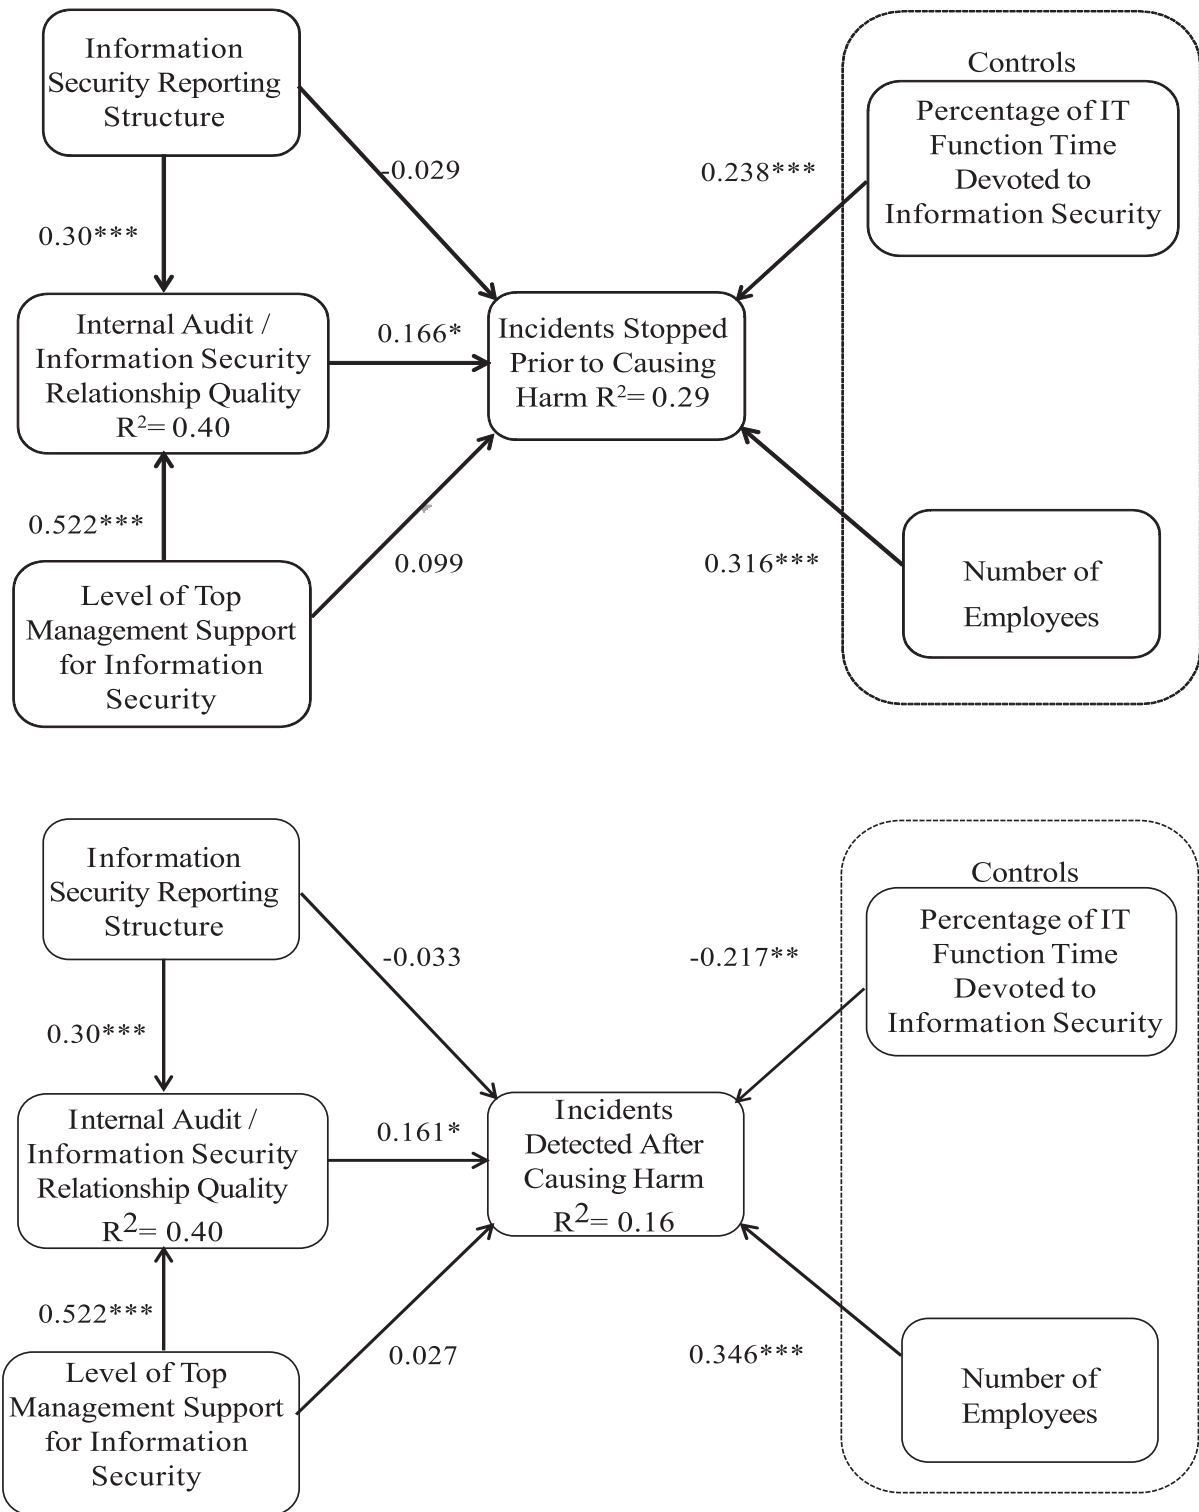 Information
Security Reporting
Structure
Controls
Percentage of IT
Function Time
Devoted to
Information Security
-0.029
0.238***
0.30***
Internal Audit /
Information Security
Relationship Quality
R²= 0.40
0.166*
Incidents Stopped
Prior to Causing
Harm R²= 0.29
0.522***
0.099
0.316***
Number of
Employees
Level of Top
Management Support
for Information
Security
Information
Security Reporting
Structure
Controls
Percentage of IT
Function Time
Devoted to
Information Security
-0.033
-0.217**
0.30***
Internal Audit /
Information Security
Relationship Quality
R²= 0.40
0.161*
Incidents
Detected After
Causing Harm
R²= 0.16
0.522***
0.027
0.346***
Number of
Employees
Level of Top
Management Support
for Information
Security